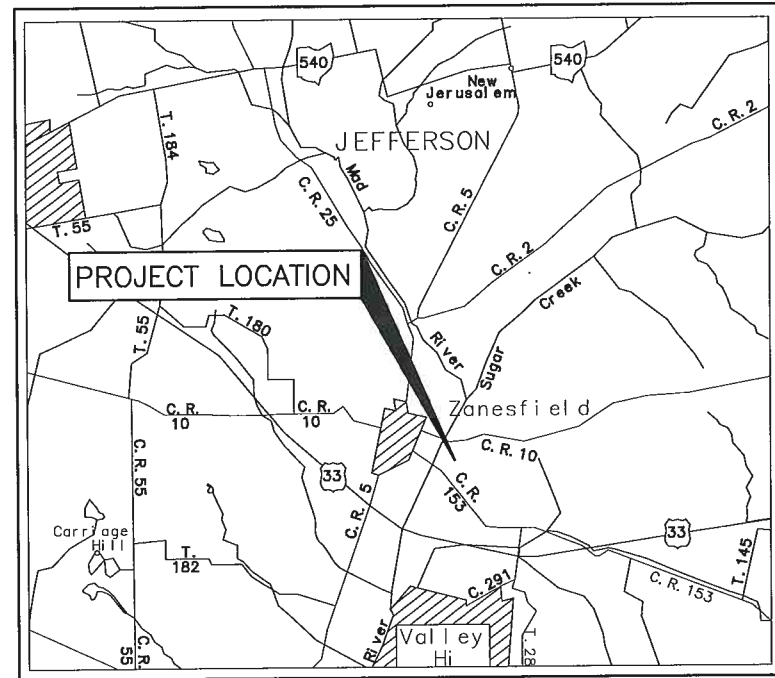 540
540
New
Jerusalem
JEFFERSON
C. R. 2
T. 184
Mad
C. R. 25
C. R. 5
T. 55
C. R. 2
PROJECT LOCATION
Creek
T. 55
T. 180
River
Sugar
Zanesfield
C. R.
10
C. R.
10
C. R. 10
33
C. R. 55
C. R. 5
C. R.
153
33
Carriage
Hill
T.
182
C. 291
C. R. 153
T. 145
River
Valley
Hi
T. 28
C. R.
55